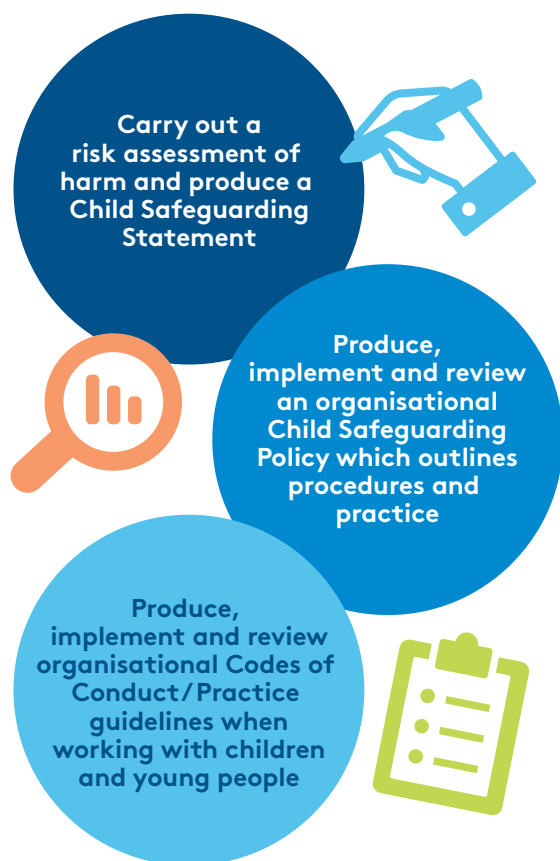 Carry out a
risk assessment of
harm and produce a
Child Safeguarding
Statement
Produce,
implement and review
an organisational
Child Safeguarding
Policy which outlines
procedures and
practice
Produce,
implement and review
organisational Codes of
Conduct/Practice
guidelines when
working with children
and young people